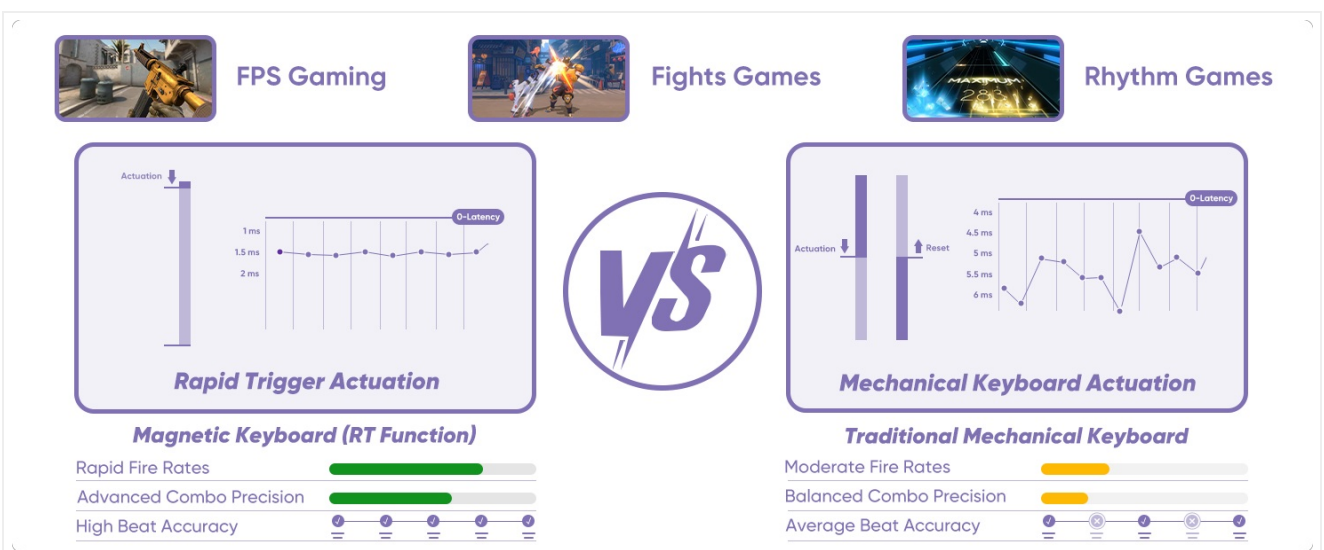 FPS Gaming
Fights Games
Rhythm Games
MAXIMUM
283
Actuation
0-Latency
1 ms
1.5 ms
2 ms
Rapid Trigger Actuation
VS
Actuation
Reset
0-Latency
4 ms
4.5 ms
5 ms
5.5 ms
6 ms
Mechanical Keyboard Actuation
Magnetic Keyboard (RT Function)
Rapid Fire Rates
Advanced Combo Precision
High Beat Accuracy
Traditional Mechanical Keyboard
Moderate Fire Rates
Balanced Combo Precision
Average Beat Accuracy